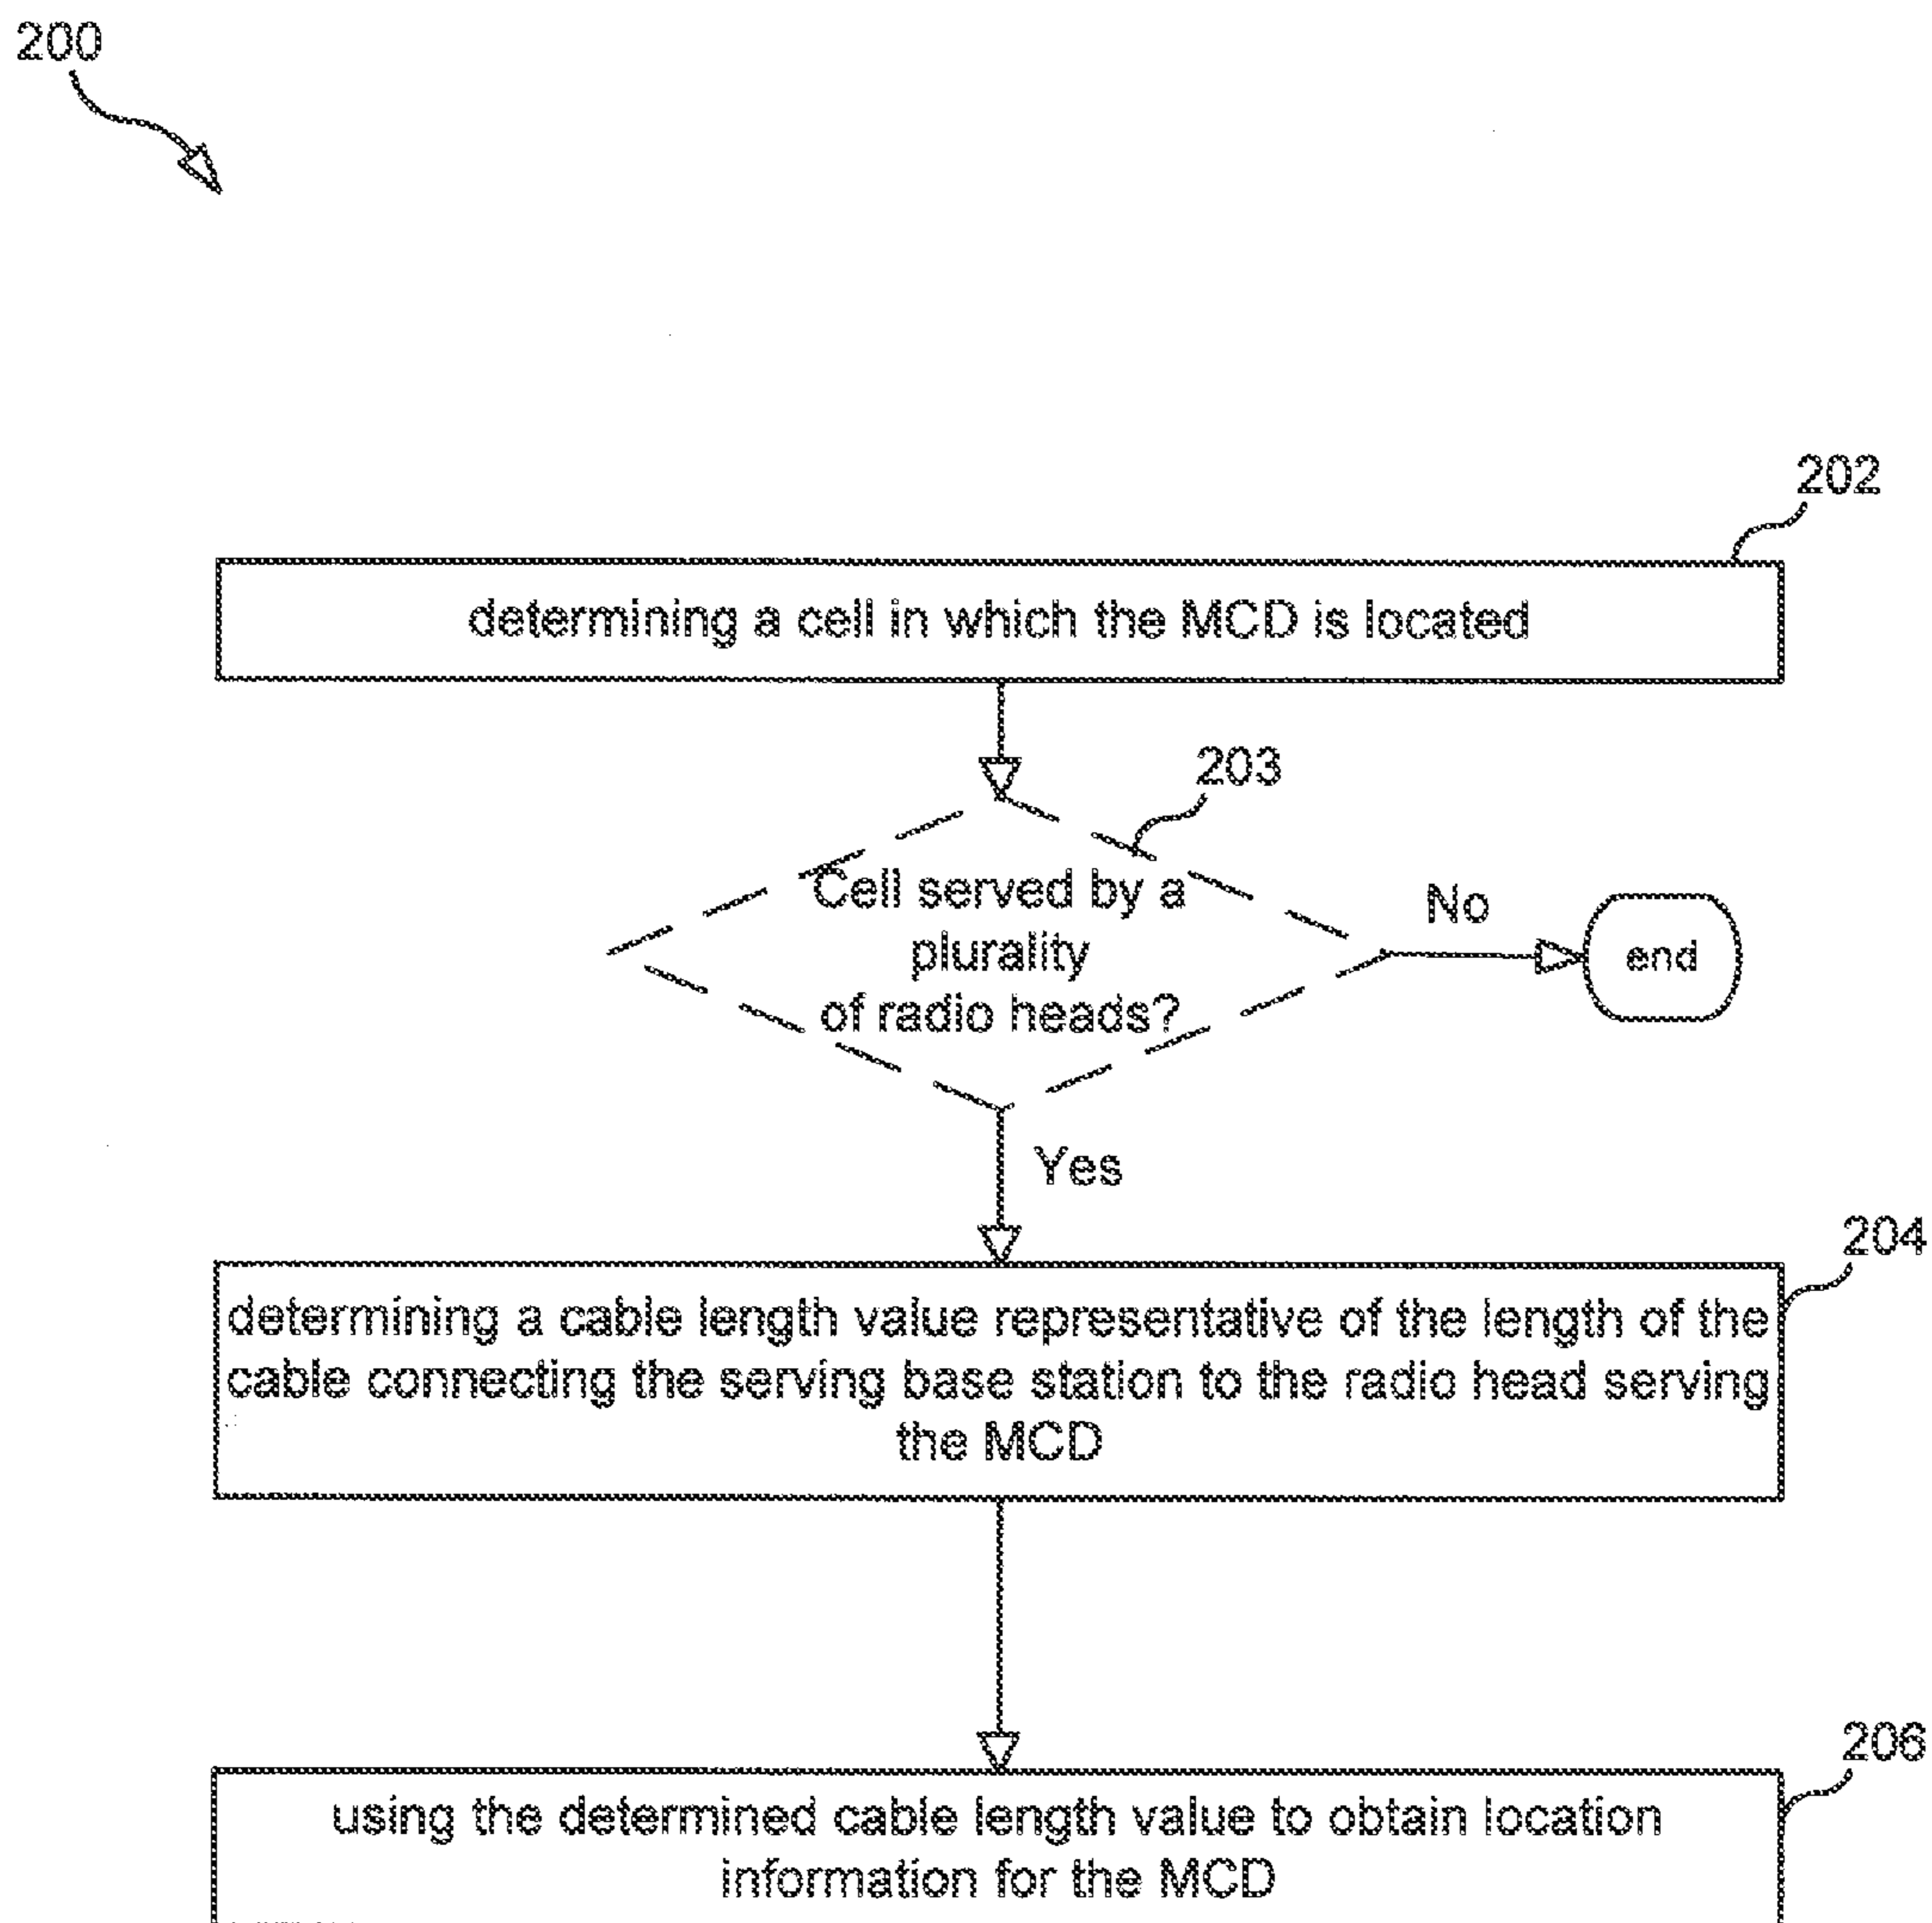 200
202
determining a cell in which the MCD is located
203
Cell served by a
plurality
of radio heads?
No
end
Yes
204
determining a cable length value representative of the length of the
cable connecting the serving base station to the radio head serving
the MCD
206
using the determined cable length value to obtain location
information for the MCD